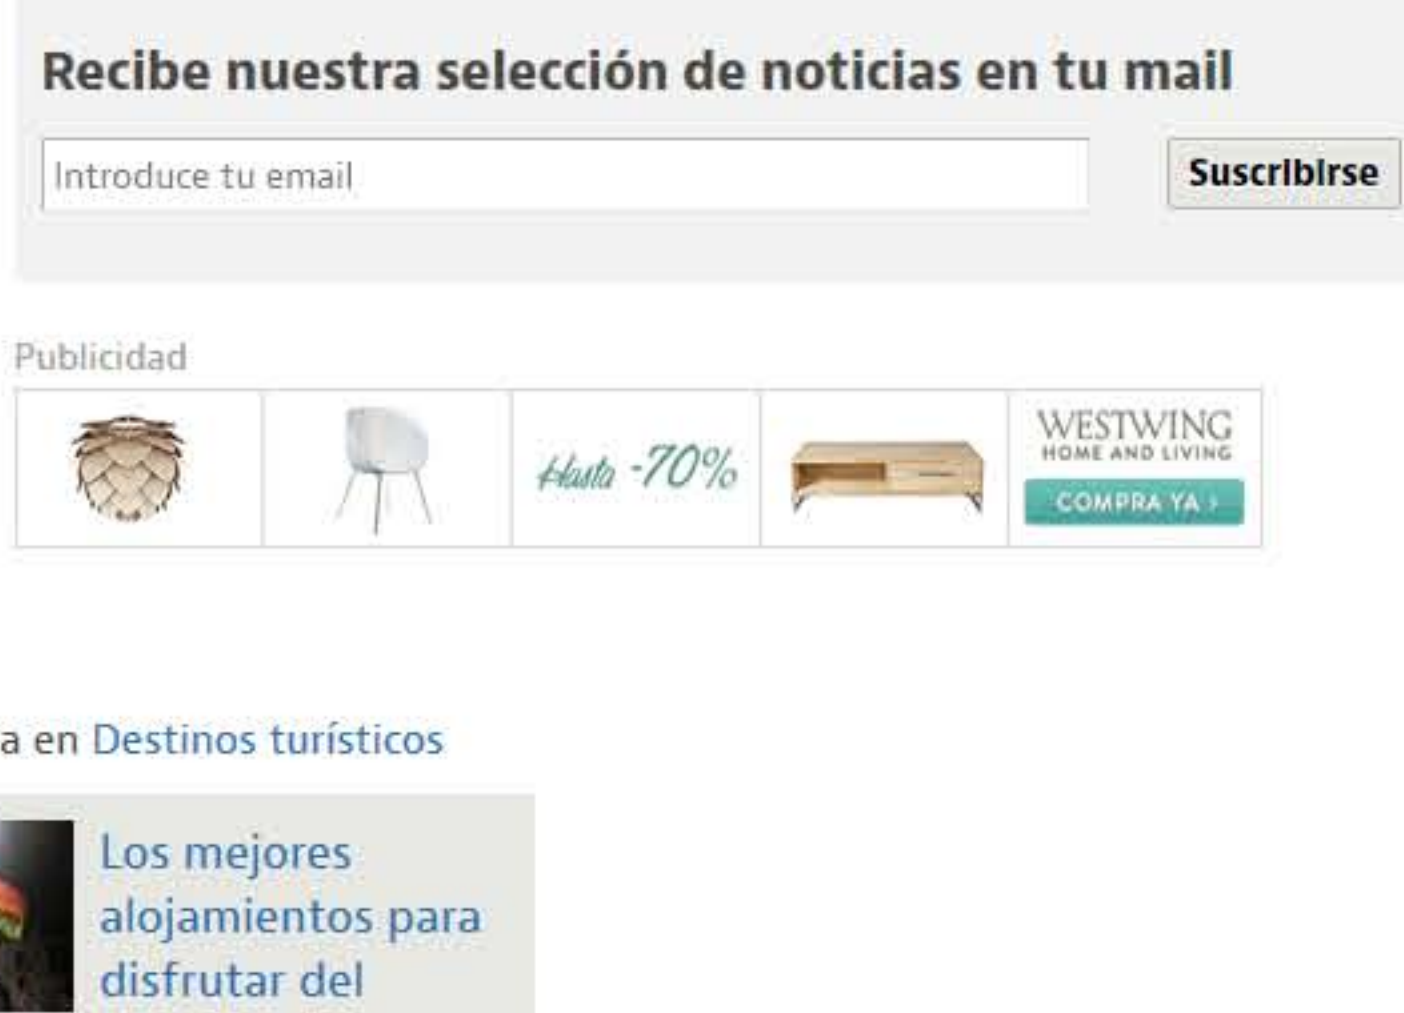 Recibe nuestra selección de noticias en tu mail
Introduce tu email
Suscribirse
Publicidad
Hasta -70%
WESTWING
HOME AND LIVING
COMPRA YA ›
a en Destinos turísticos
Los mejores
alojamientos para
disfrutar del